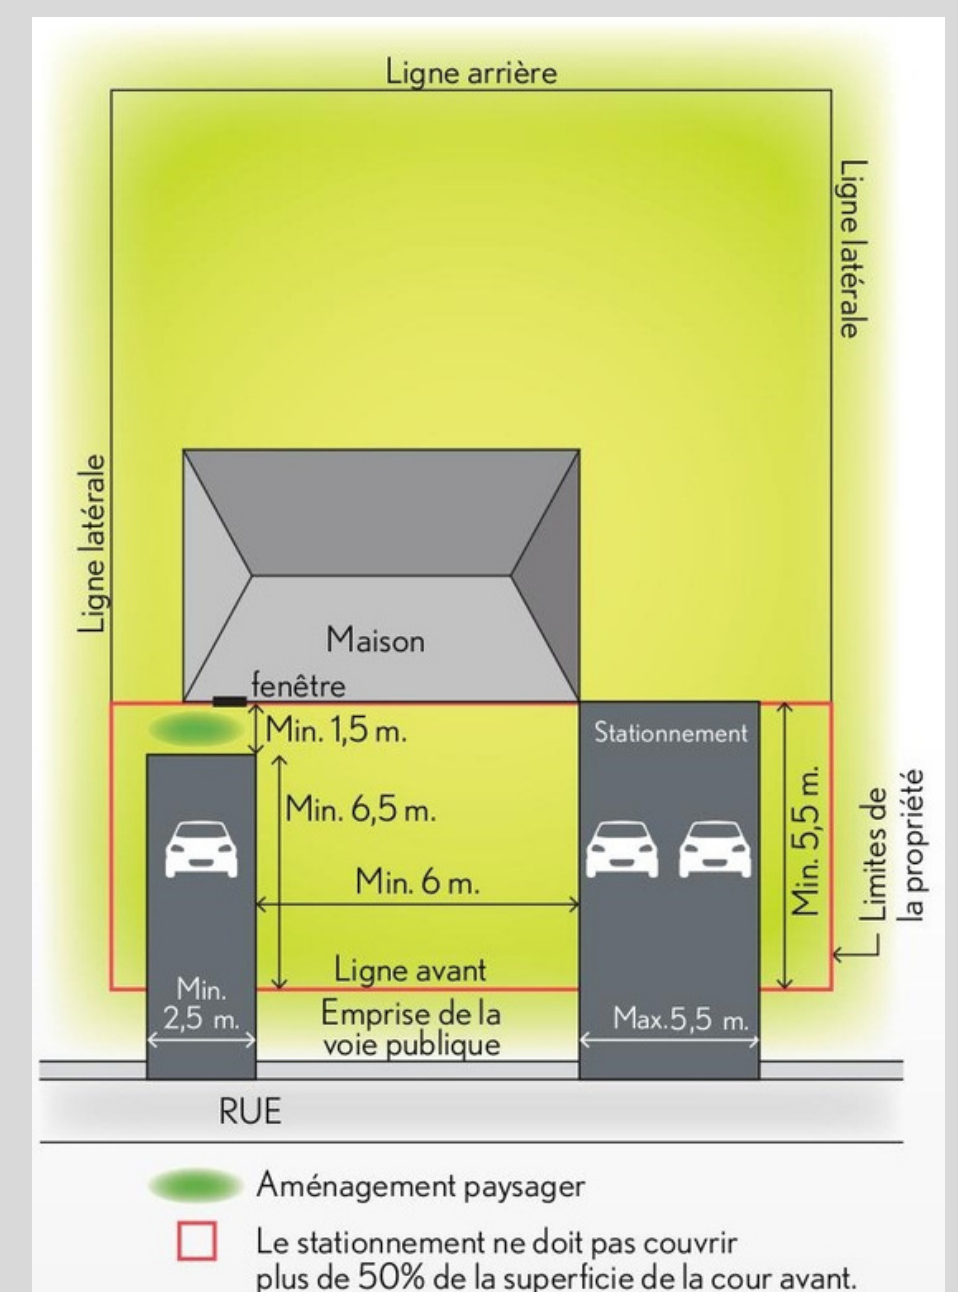 Ligne arrière
Ligne latérale
Ligne latérale
Maison
fenêtre
Min. 1,5 m.
Stationnement
Min. 6,5 m.
Min. 5,5 m.
Limites de
la propriété
Min. 6 m.
Ligne avant
Min.
2,5 m.
Emprise de la
voie publique
Max.5,5 m.
RUE
Aménagement paysager
Le stationnement ne doit pas couvrir
plus de 50% de la superficie de la cour avant.